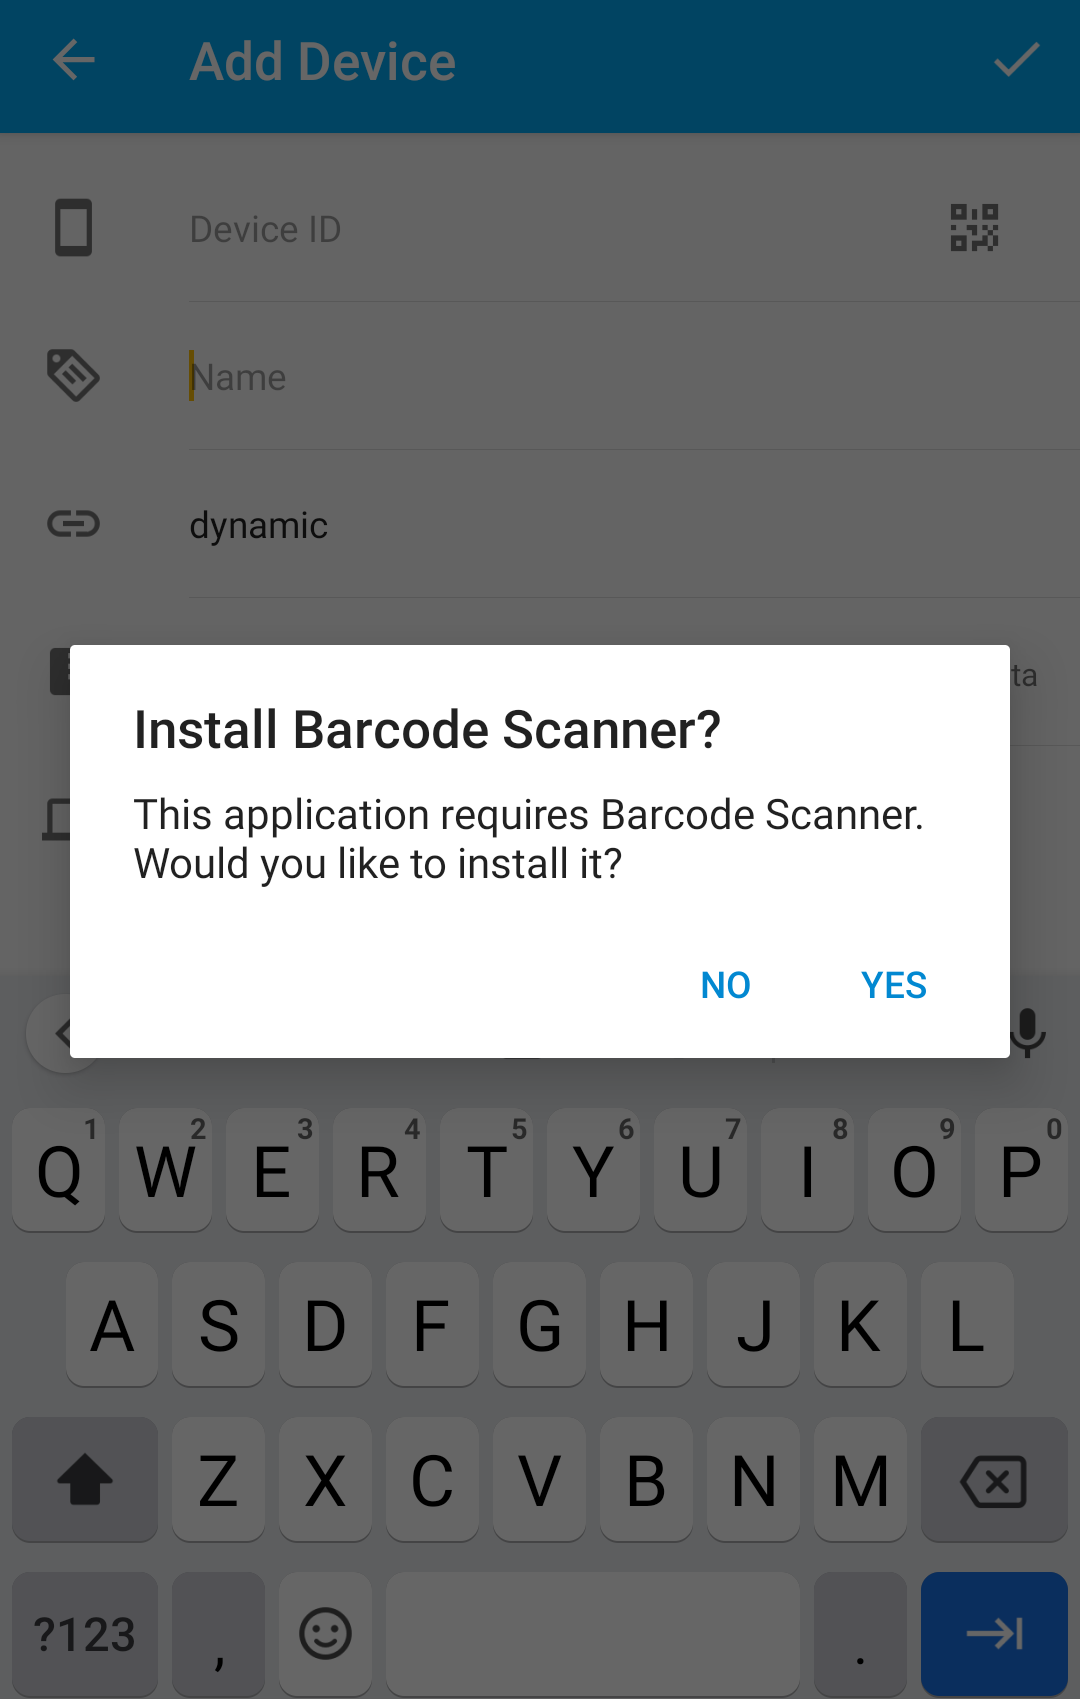 Add Device
Device ID
Name
dynamic
ta
Install Barcode Scanner?
This application requires Barcode Scanner.
Would you like to install it?
NO YES
1 2 3 4 5 6 7 8 9 0
Q W E R T Y U I O P
A S D F G H J K L
Z X C V B N M
?123 , .